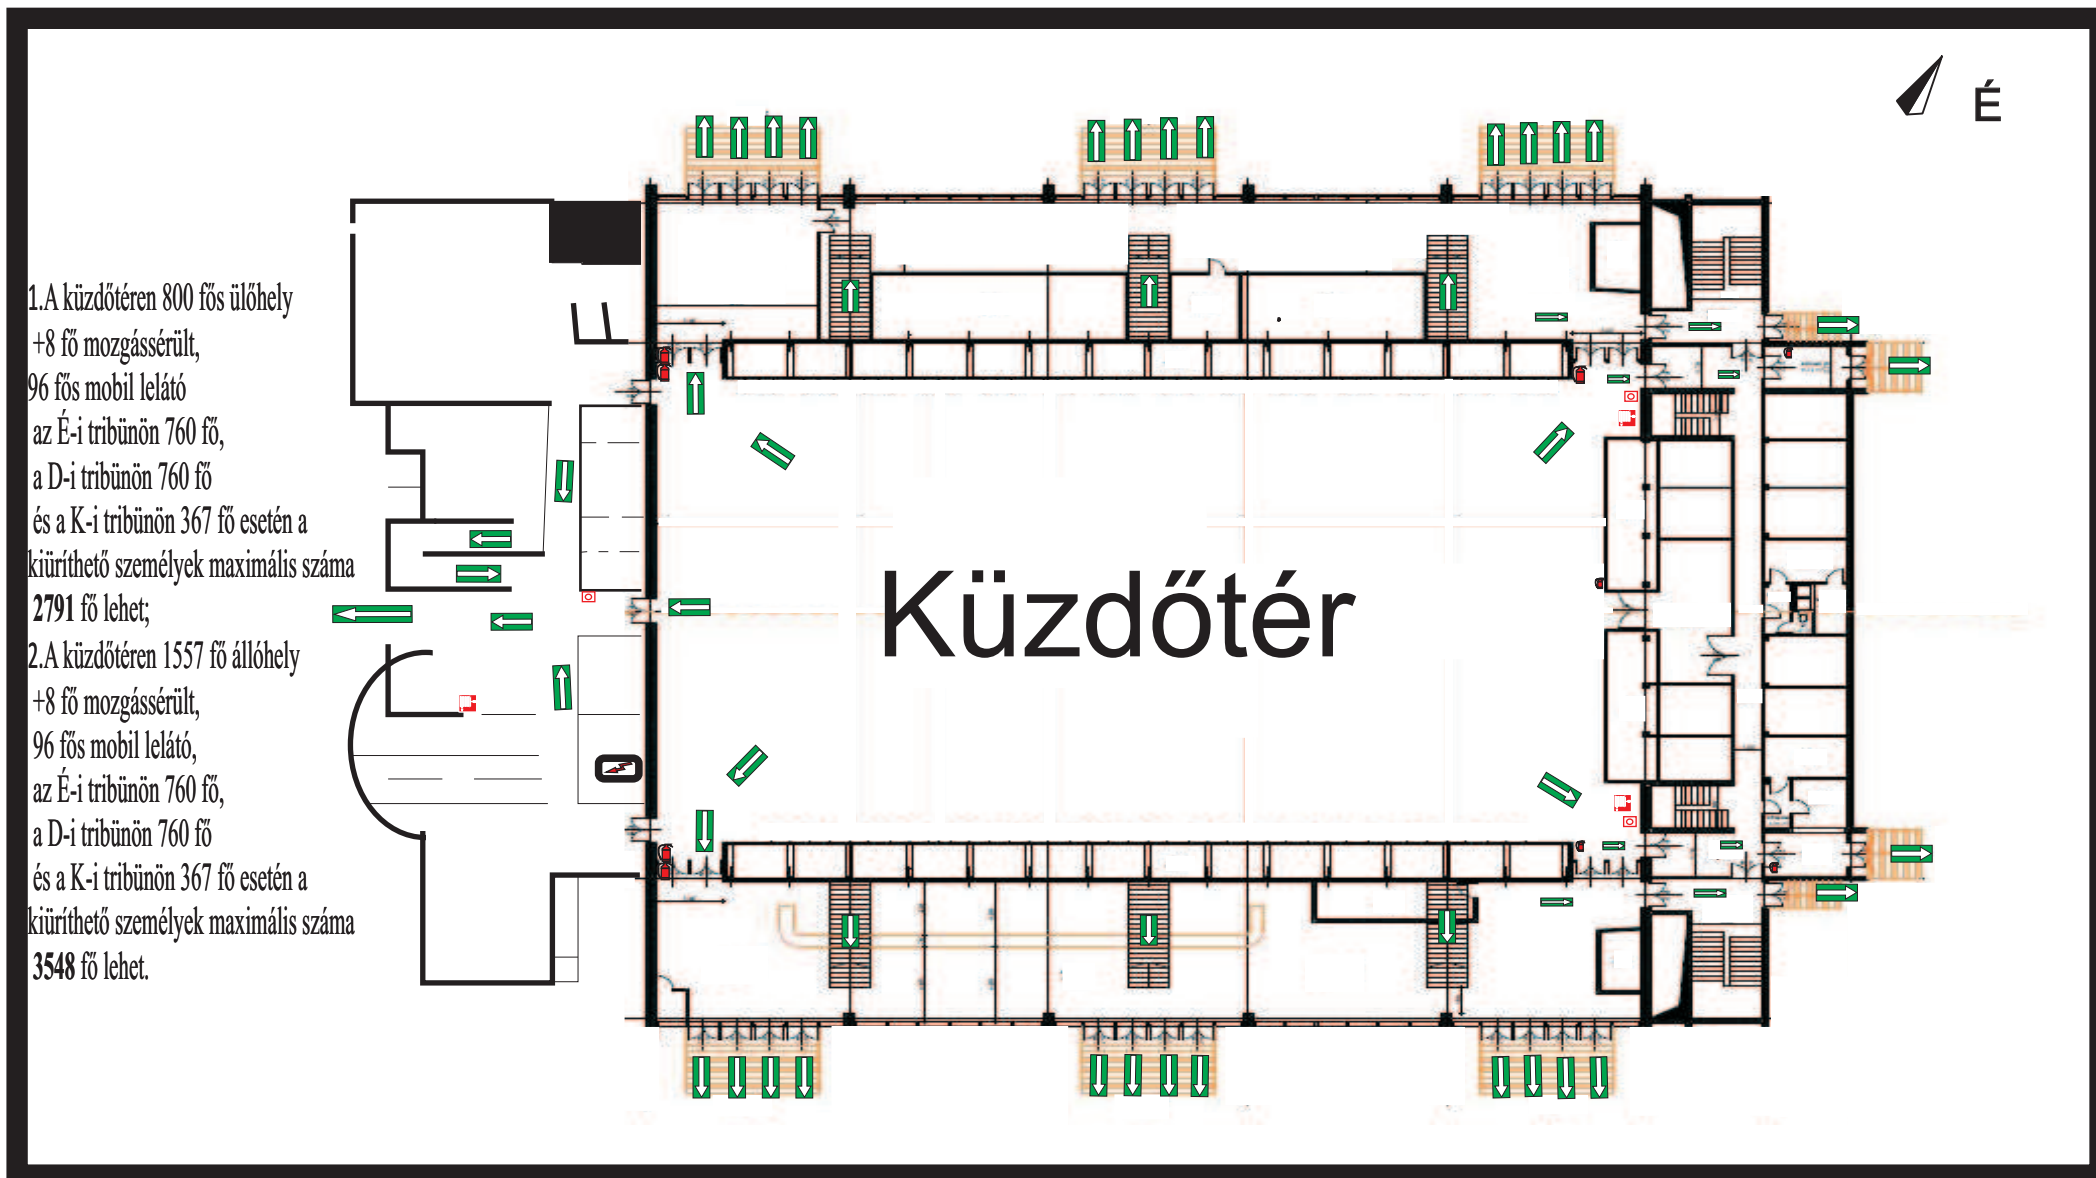 É
1.A küzdőtéren 800 fős ülőhely
+8 fő mozgássérült,
96 fős mobil lelátó
az É-i tribünön 760 fő,
a D-i tribünön 760 fő
és a K-i tribünön 367 fő esetén a
kiüríthető személyek maximális száma
2791 fő lehet;
2.A küzdőtéren 1557 fő állóhely
+8 fő mozgássérült,
96 fős mobil lelátó,
az É-i tribünön 760 fő,
a D-i tribünön 760 fő
és a K-i tribünön 367 fő esetén a
kiüríthető személyek maximális száma
3548 fő lehet.
Küzdőtér